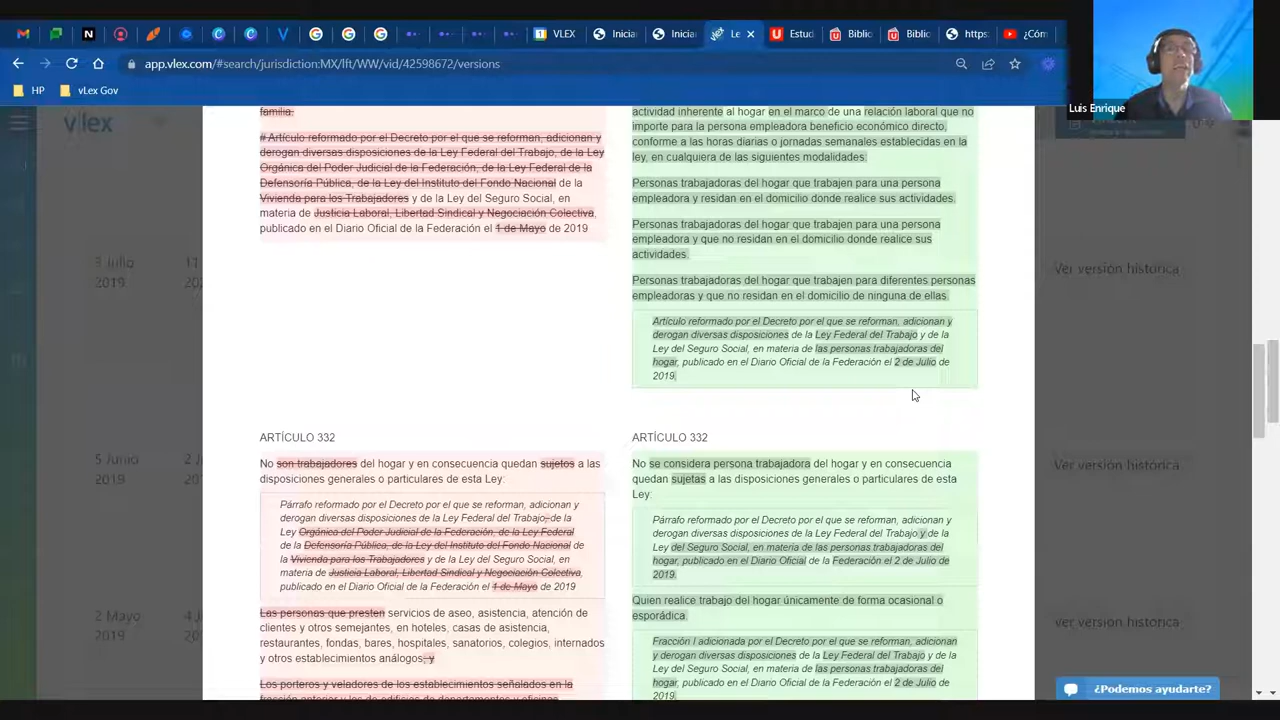 VLEX
Iniciar
Iniciar
Le
Estud
Biblio
Biblio
https:
¿Cóm
app.vlex.com/#search/jurisdiction:MX/lft/WW/vid/42598672/versions
HP
vLex Gov
Luis Enrique
vlex
familia.
# Artículo reformado por el Decreto por el que se reforman, adicionan y
derogan diversas disposiciones de la Ley Federal del Trabajo, de la Ley
Orgánica del Poder Judicial de la Federación, de la Ley Federal de la
Defensoría Pública, de la Ley del Instituto del Fondo Nacional de la
Vivienda para los Trabajadores y de la Ley del Seguro Social, en
materia de Justicia Laboral, Libertad Sindical y Negociación Colectiva,
publicado en el Diario Oficial de la Federación el 1 de Mayo de 2019
actividad inherente al hogar en el marco de una relación laboral que no
importe para la persona empleadora beneficio económico directo,
conforme a las horas diarias o jornadas semanales establecidas en la
ley, en cualquiera de las siguientes modalidades:
Personas trabajadoras del hogar que trabajen para una persona
empleadora y residan en el domicilio donde realice sus actividades.
Personas trabajadoras del hogar que trabajen para una persona
empleadora y que no residan en el domicilio donde realice sus
actividades.
Personas trabajadoras del hogar que trabajen para diferentes personas
empleadoras y que no residan en el domicilio de ninguna de ellas.
Artículo reformado por el Decreto por el que se reforman, adicionan y
derogan diversas disposiciones de la Ley Federal del Trabajo y de la
Ley del Seguro Social, en materia de las personas trabajadoras del
hogar, publicado en el Diario Oficial de la Federación el 2 de Julio de
2019.
3 Julio
2019
11
Ver versión histórica
5 Junio
2019
2
Ver versión histórica
2 Mayo
2019
4
Ver versión histórica
ARTÍCULO 332
No son trabajadores del hogar y en consecuencia quedan sujetos a las
disposiciones generales o particulares de esta Ley:
Párrafo reformado por el Decreto por el que se reforman, adicionan y
derogan diversas disposiciones de la Ley Federal del Trabajo, de la
Ley Orgánica del Poder Judicial de la Federación, de la Ley Federal
de la Defensoría Pública, de la Ley del Instituto del Fondo Nacional de
la Vivienda para los Trabajadores y de la Ley del Seguro Social, en
materia de Justicia Laboral, Libertad Sindical y Negociación Colectiva,
publicado en el Diario Oficial de la Federación el 1 de Mayo de 2019
Las personas que presten servicios de aseo, asistencia, atención de
clientes y otros semejantes, en hoteles, casas de asistencia,
restaurantes, fondas, bares, hospitales, sanatorios, colegios, internados
y otros establecimientos análogos; y
Los porteros y veladores de los establecimientos señalados en la
fracción anterior y los de edificios de departamentos y oficinas
ARTÍCULO 332
No se considera persona trabajadora del hogar y en consecuencia
quedan sujetas a las disposiciones generales o particulares de esta
Ley:
Párrafo reformado por el Decreto por el que se reforman, adicionan y
derogan diversas disposiciones de la Ley Federal del Trabajo y de la
Ley del Seguro Social, en materia de las personas trabajadoras del
hogar, publicado en el Diario Oficial de la Federación el 2 de Julio de
2019.
Quien realice trabajo del hogar únicamente de forma ocasional o
esporádica.
Fracción I adicionada por el Decreto por el que se reforman, adicionan
y derogan diversas disposiciones de la Ley Federal del Trabajo y de la
Ley del Seguro Social, en materia de las personas trabajadoras del
hogar, publicado en el Diario Oficial de la Federación el 2 de Julio de
2019.
¿Podemos ayudarte?